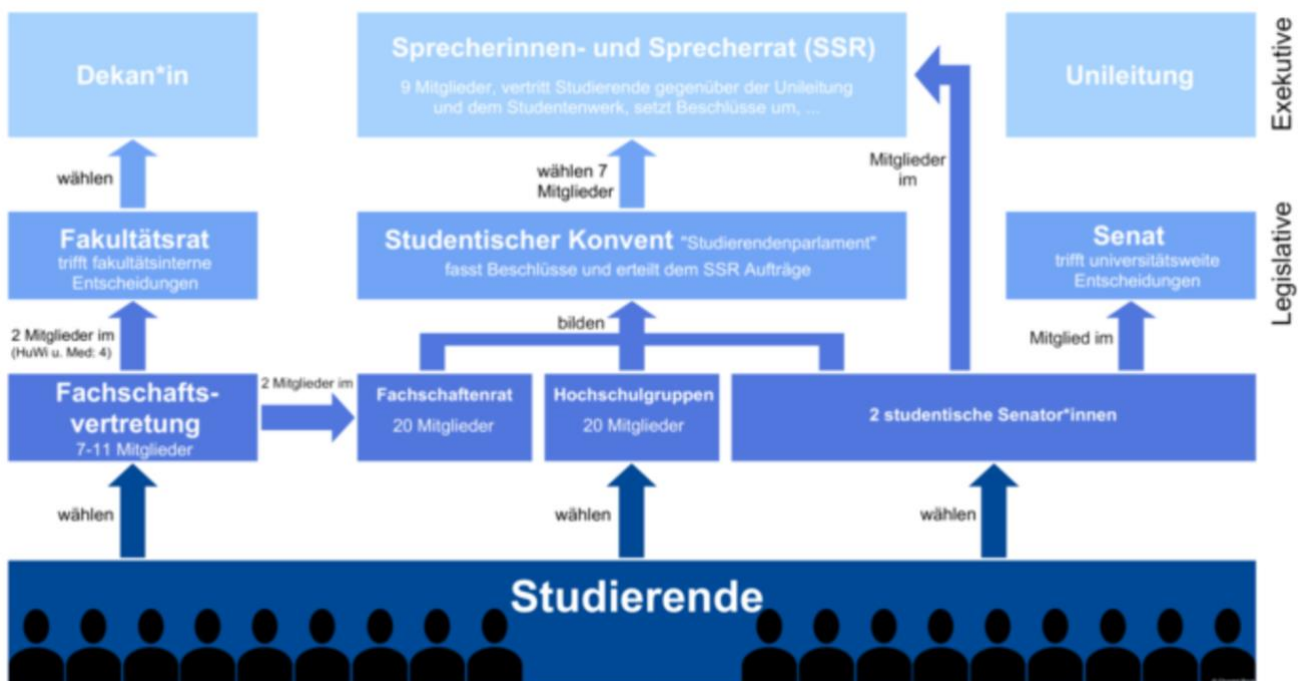 Dekan*in
Sprecherinnen- und Sprecherrat (SSR)
9 Mitglieder, vertritt Studierende gegenüber der Unileitung
und dem Studentenwerk, setzt Beschlüsse um, ...
Unileitung
Exekutive
wählen
wählen 7
Mitglieder
Mitglieder
im
Fakultätsrat
trifft fakultätsinterne
Entscheidungen
Studentischer Konvent "Studierendenparlament"
fasst Beschlüsse und erteilt dem SSR Aufträge
Senat
trifft universitätsweite
Entscheidungen
Legislative
2 Mitglieder im
(HuWi u. Med: 4)
bilden
Mitglied im
Fachschafts-
vertretung
7-11 Mitglieder
2 Mitglieder im
Fachschaftenrat
20 Mitglieder
Hochschulgruppen
20 Mitglieder
2 studentische Senator*innen
wählen
wählen
wählen
Studierende